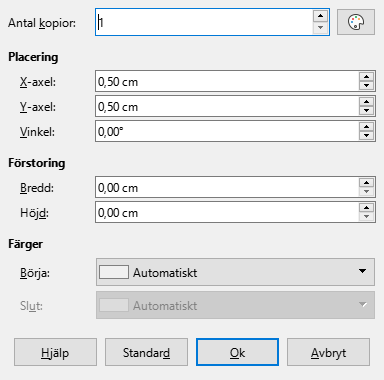 Antal kopior: 1
Placering
X-axel: 0,50 cm
Y-axel: 0,50 cm
Vinkel: 0,00°
Förstoring
Bredd: 0,00 cm
Höjd: 0,00 cm
Färger
Börja: Automatiskt
Slut: Automatiskt
Hjälp Standard Ok Avbryt